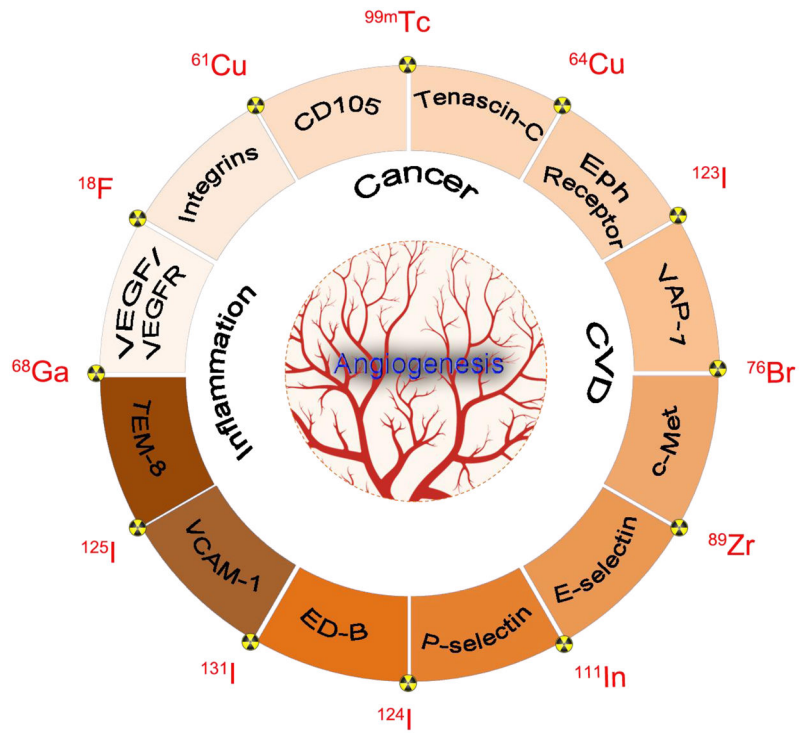 ⁹⁹ᵐTc
⁶⁴Cu
¹²³I
⁷⁶Br
⁸⁹Zr
¹¹¹In
¹²⁴I
¹³¹I
¹²⁵I
⁶⁸Ga
¹⁸F
⁶¹Cu
CD105
Tenascin-C
Eph
Receptor
VAP-1
c-Met
E-selectin
P-selectin
ED-B
VCAM-1
TEM-8
VEGF/
VEGFR
Integrins
Cancer
CVD
Inflammation
Angiogenesis